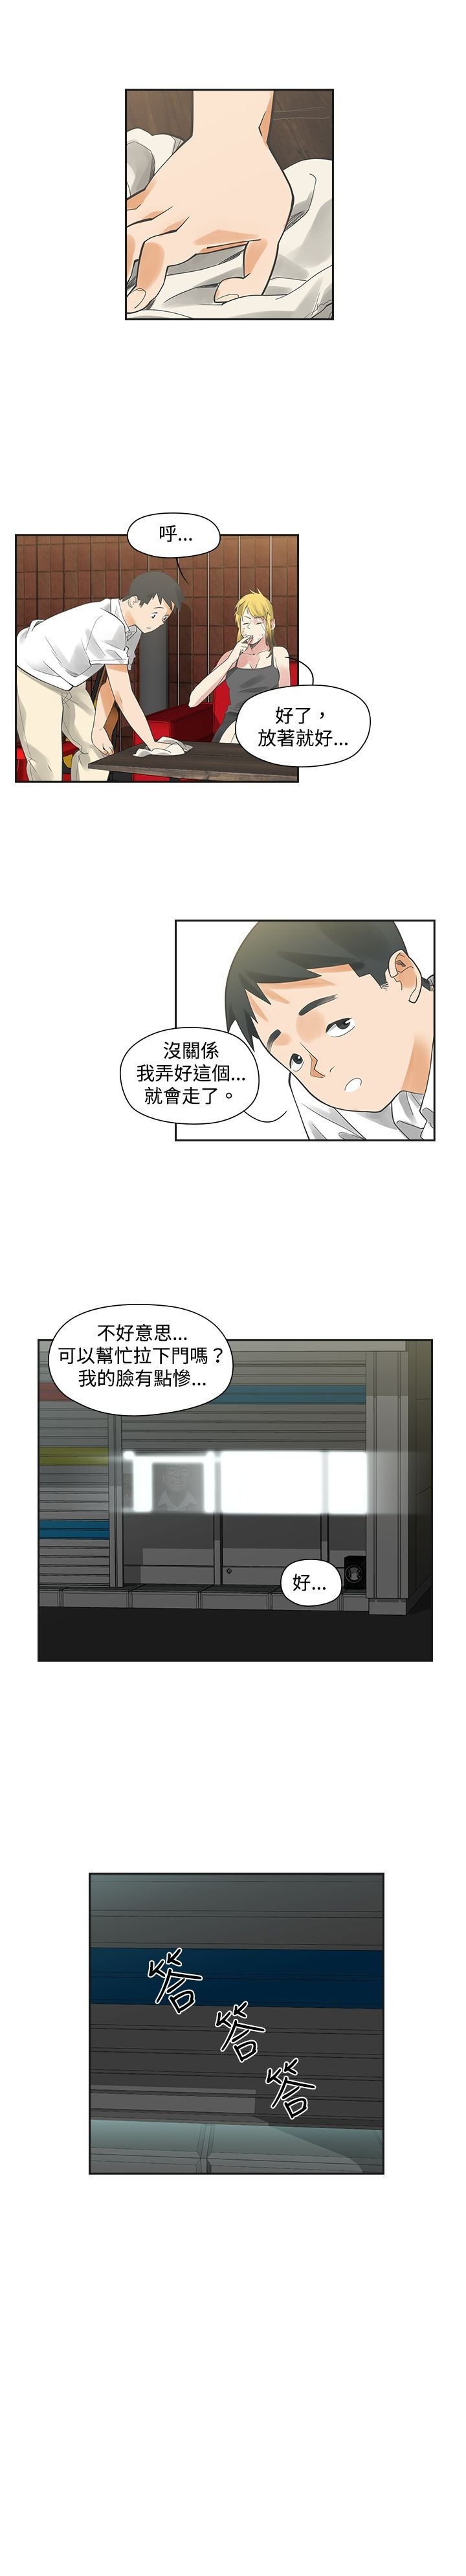 呼...
好了，
放著就好...
沒關係
我弄好這個...
就會走了。
不好意思...
可以幫忙拉下門嗎？
我的臉有點慘...
好...
答
答
答